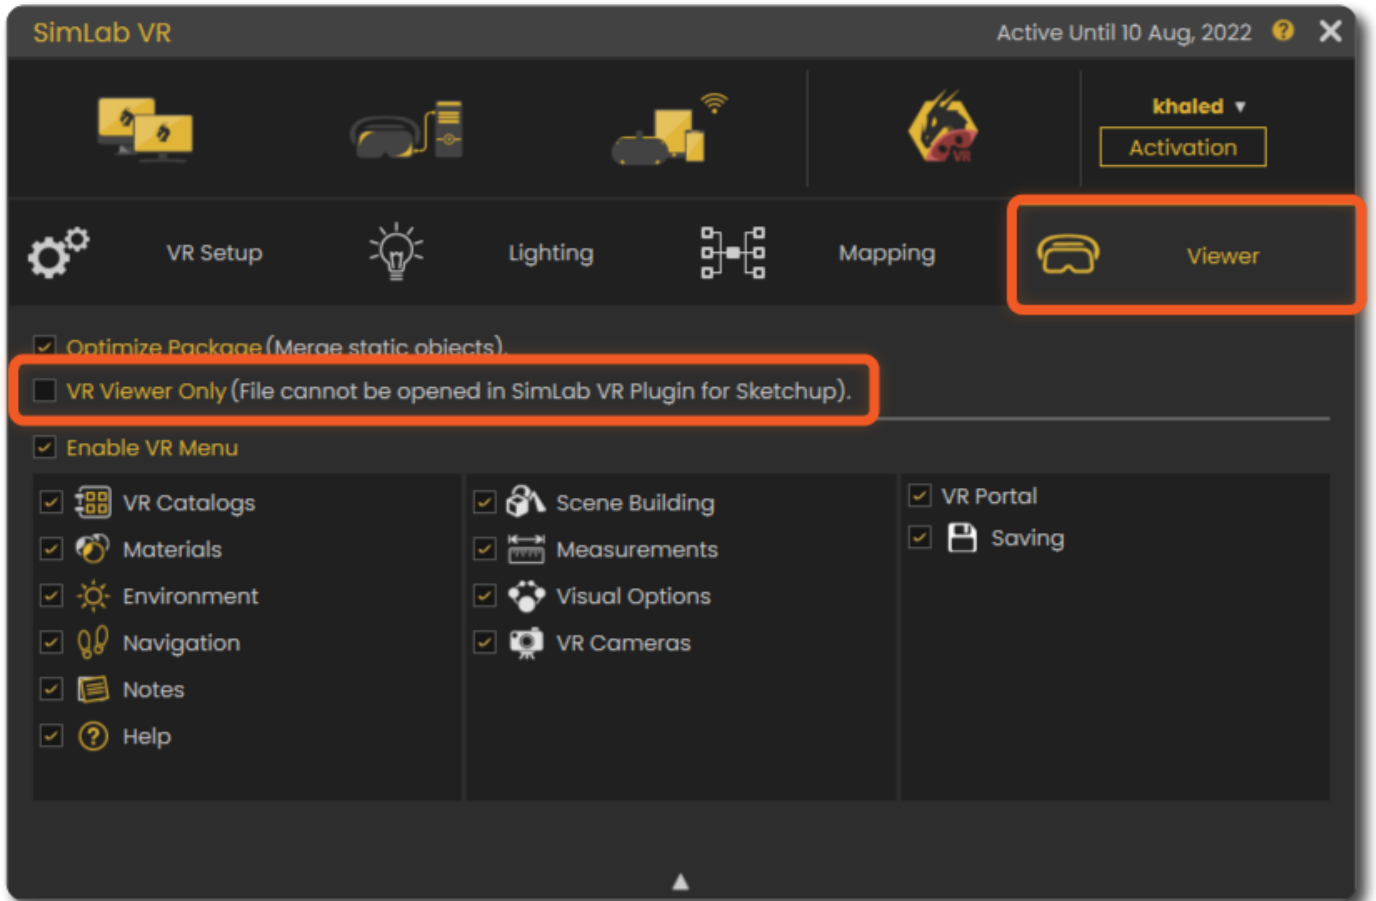 SimLab VR
Active Until 10 Aug, 2022 ?
khaled
Activation
VR
VR Setup
Lighting
Mapping
Viewer
Optimize Package (Merge static objects).
VR Viewer Only (File cannot be opened in SimLab VR Plugin for Sketchup).
Enable VR Menu
VR Catalogs
Materials
Environment
Navigation
Notes
? Help
Scene Building
Measurements
Visual Options
VR Cameras
VR Portal
Saving